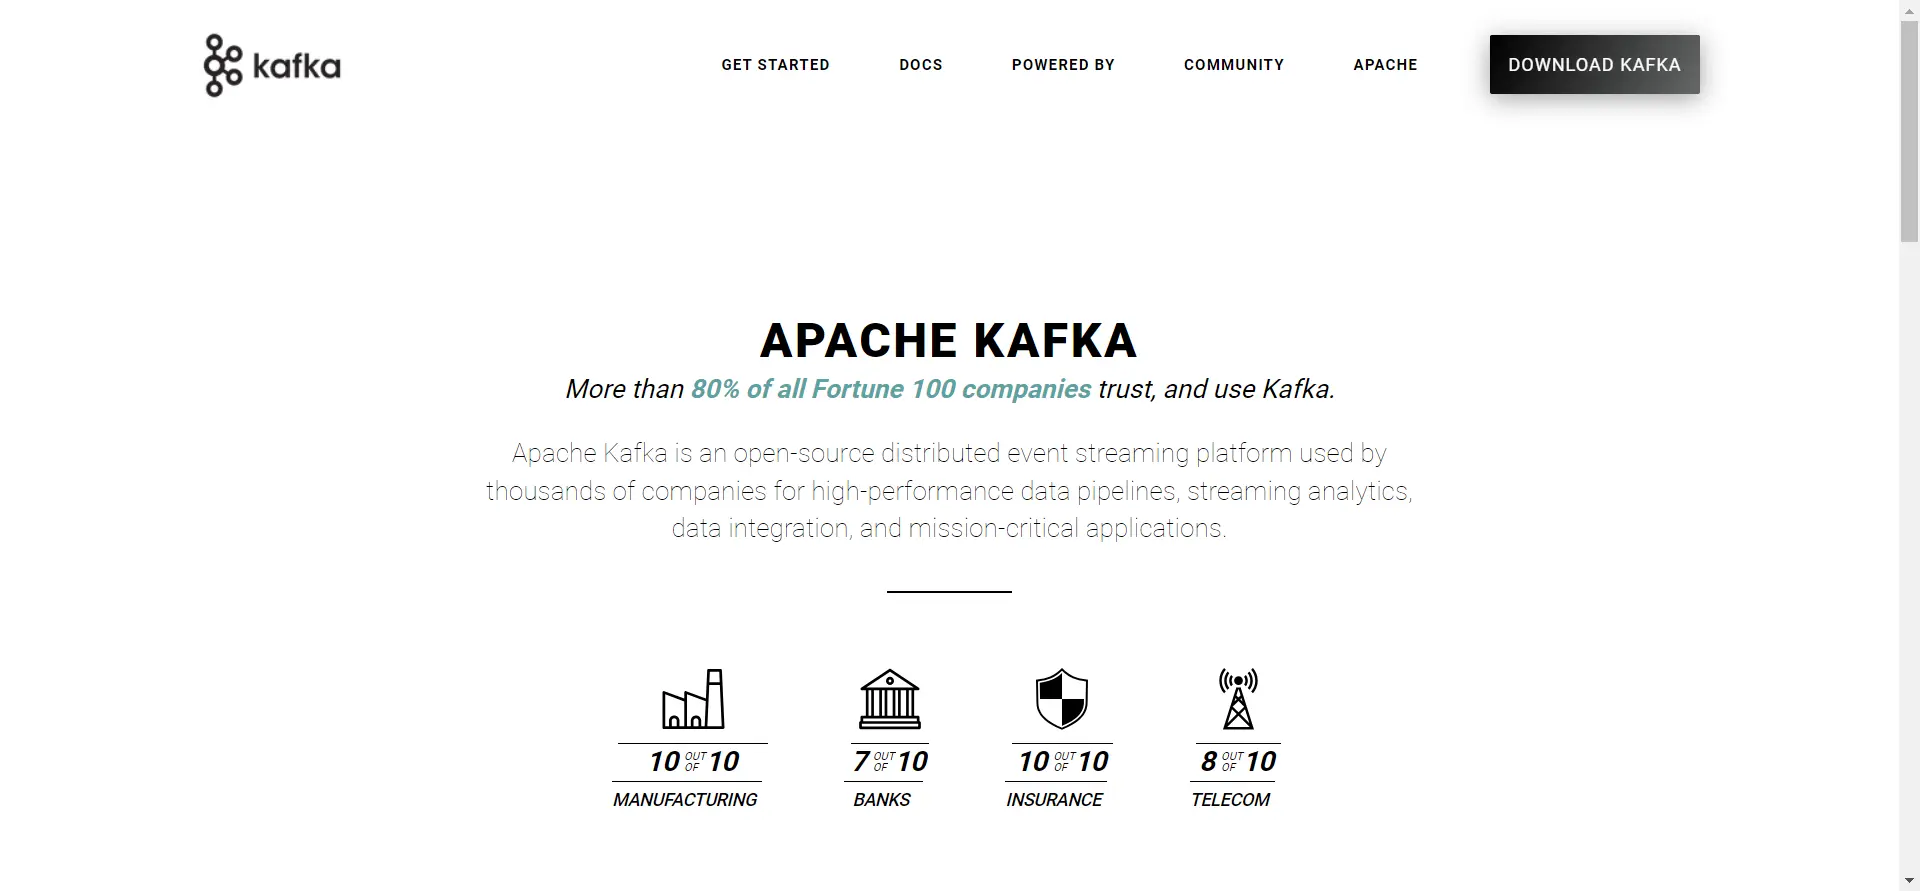 kafka
GET STARTED DOCS POWERED BY COMMUNITY APACHE DOWNLOAD KAFKA
APACHE KAFKA
More than 80% of all Fortune 100 companies trust, and use Kafka.
Apache Kafka is an open-source distributed event streaming platform used by
thousands of companies for high-performance data pipelines, streaming analytics,
data integration, and mission-critical applications.
10 OUT OF 10
MANUFACTURING
7 OUT OF 10
BANKS
10 OUT OF 10
INSURANCE
8 OUT OF 10
TELECOM